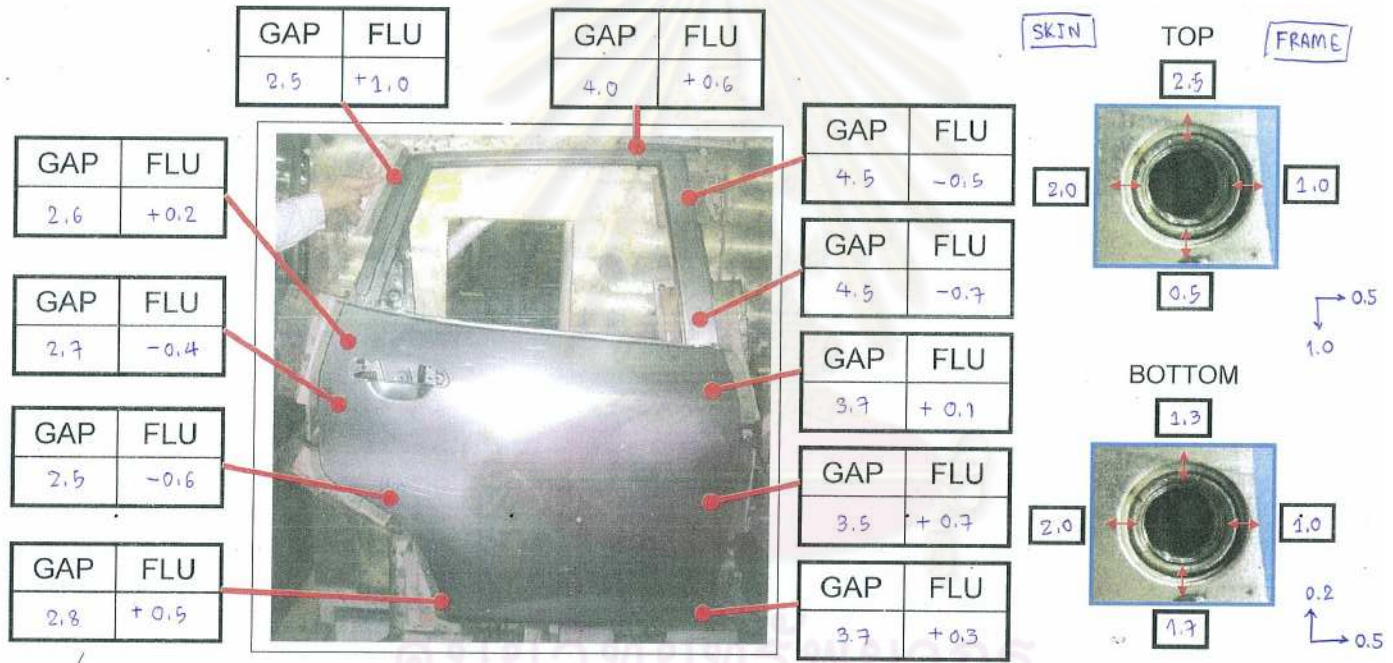 GAP FLU
2.5 +1.0
GAP FLU
4.0 +0.6
GAP FLU
2.6 +0.2
GAP FLU
2.7 -0.4
GAP FLU
2.5 -0.6
GAP FLU
2.8 +0.5
GAP FLU
4.5 -0.5
GAP FLU
4.5 -0.7
GAP FLU
3.7 +0.1
GAP FLU
3.5 +0.7
GAP FLU
3.7 +0.3
SKIN
TOP
FRAME
2.5
2.0
1.0
0.5
0.5
1.0
BOTTOM
1.3
2.0
1.0
1.7
0.2
0.5